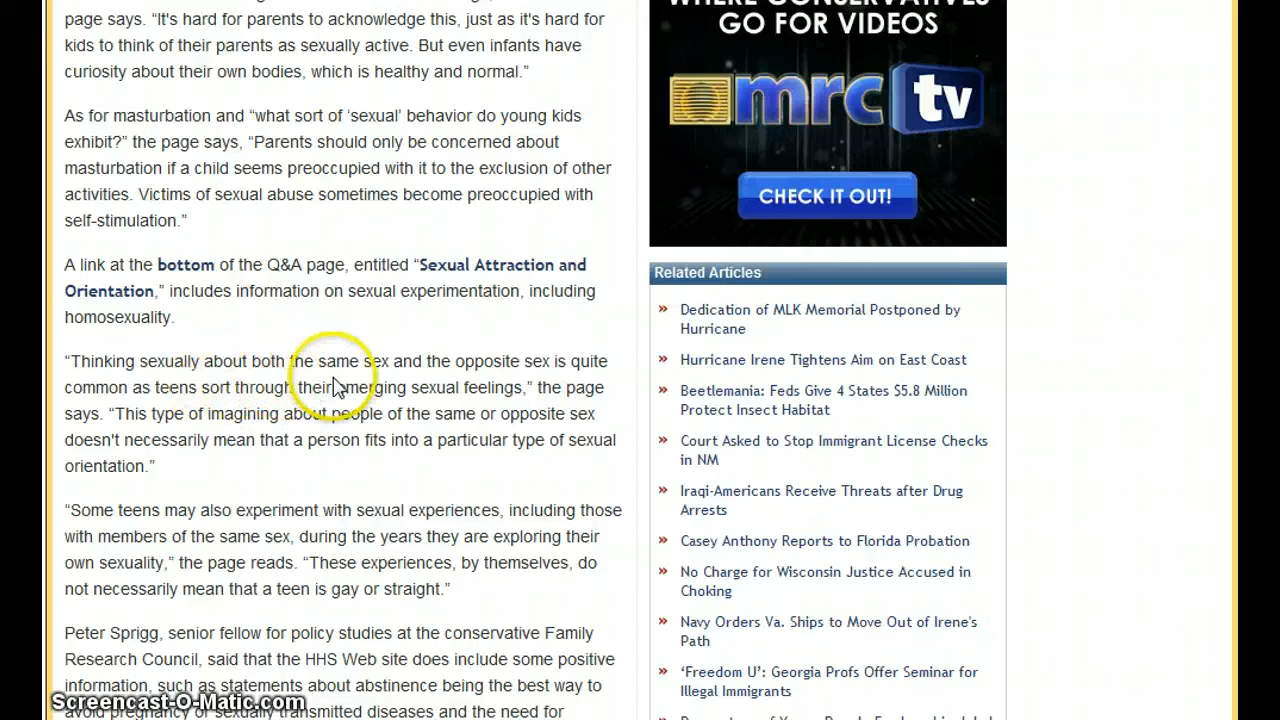 page says. “It's hard for parents to acknowledge this, just as it's hard for
kids to think of their parents as sexually active. But even infants have
curiosity about their own bodies, which is healthy and normal.”
As for masturbation and “what sort of ‘sexual’ behavior do young kids
exhibit?” the page says, “Parents should only be concerned about
masturbation if a child seems preoccupied with it to the exclusion of other
activities. Victims of sexual abuse sometimes become preoccupied with
self-stimulation.”
A link at the bottom of the Q&A page, entitled “Sexual Attraction and
Orientation,” includes information on sexual experimentation, including
homosexuality.
“Thinking sexually about both the same sex and the opposite sex is quite
common as teens sort through their emerging sexual feelings,” the page
says. “This type of imagining about people of the same or opposite sex
doesn't necessarily mean that a person fits into a particular type of sexual
orientation.”
“Some teens may also experiment with sexual experiences, including those
with members of the same sex, during the years they are exploring their
own sexuality,” the page reads. “These experiences, by themselves, do
not necessarily mean that a teen is gay or straight.”
Peter Sprigg, senior fellow for policy studies at the conservative Family
Research Council, said that the HHS Web site does include some positive
information, such as statements about abstinence being the best way to
avoid pregnancy or sexually transmitted diseases and the need for
Screencast-O-Matic.com
WHERE CONSERVATIVES
GO FOR VIDEOS
mrc tv
CHECK IT OUT!
Related Articles
» Dedication of MLK Memorial Postponed by
Hurricane
» Hurricane Irene Tightens Aim on East Coast
» Beetlemania: Feds Give 4 States $5.8 Million
Protect Insect Habitat
» Court Asked to Stop Immigrant License Checks
in NM
» Iraqi-Americans Receive Threats after Drug
Arrests
» Casey Anthony Reports to Florida Probation
» No Charge for Wisconsin Justice Accused in
Choking
» Navy Orders Va. Ships to Move Out of Irene's
Path
» ‘Freedom U’: Georgia Profs Offer Seminar for
Illegal Immigrants